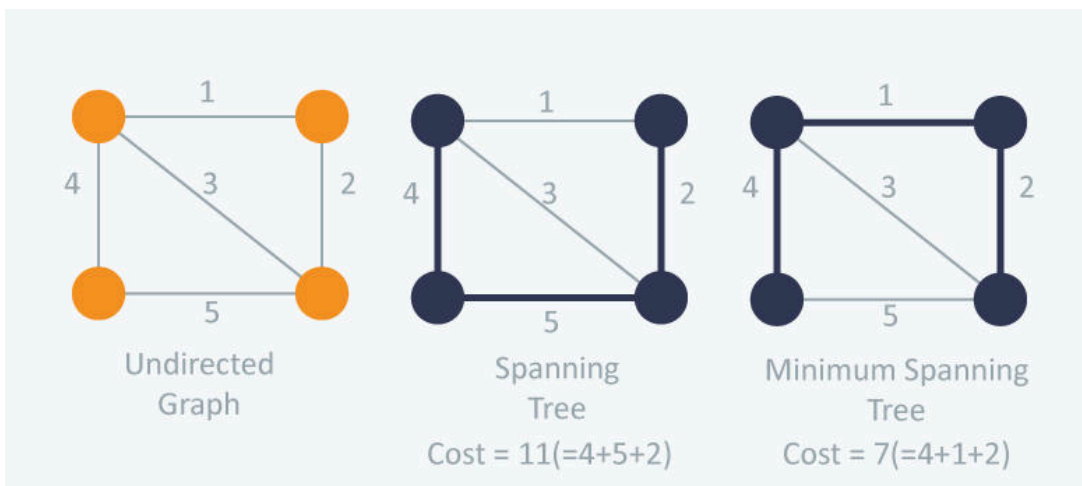 1
4
3
2
5
Undirected
Graph
1
4
3
2
5
Spanning
Tree
Cost = 11(=4+5+2)
1
4
3
2
5
Minimum Spanning
Tree
Cost = 7(=4+1+2)